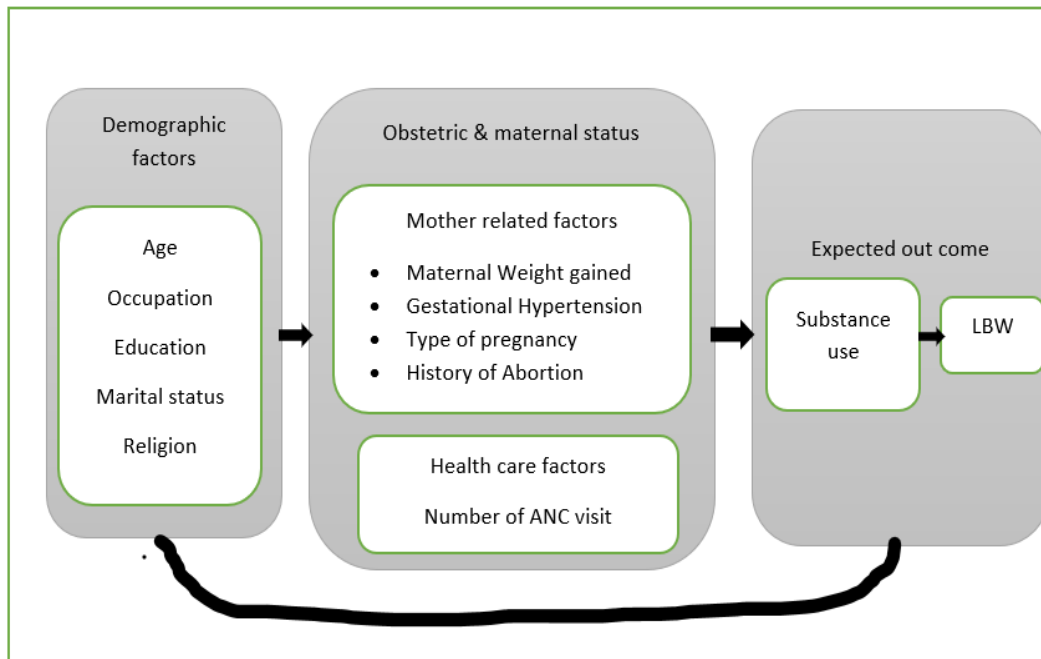 Demographic
factors
Age
Occupation
Education
Marital status
Religion
Obstetric & maternal status
Mother related factors
• Maternal Weight gained
• Gestational Hypertension
• Type of pregnancy
• History of Abortion
Health care factors
Number of ANC visit
Expected out come
Substance
use
LBW